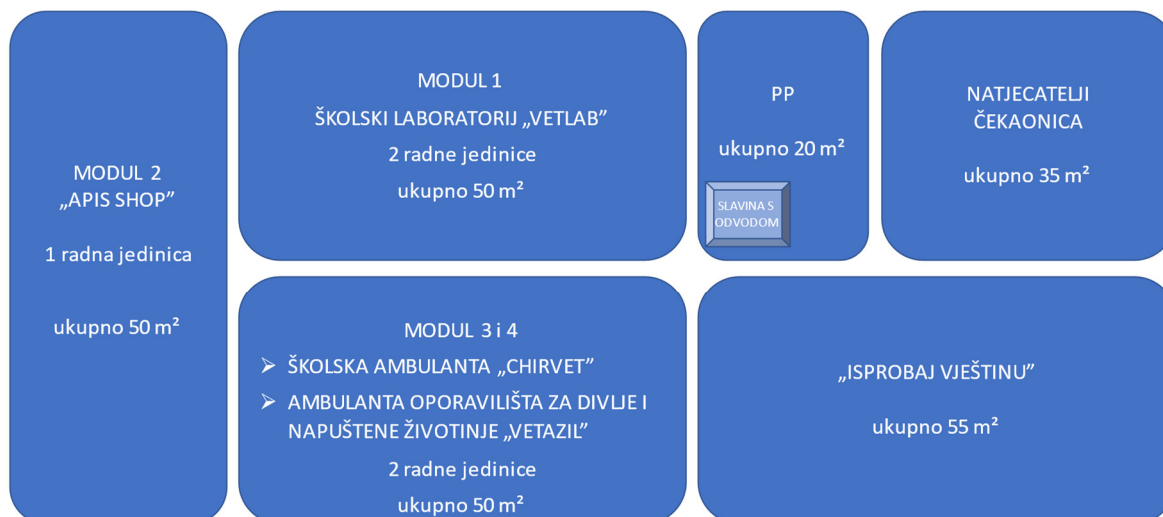 MODUL 2
„APIS SHOP”
1 radna jedinica
ukupno 50 m²
MODUL 1
ŠKOLSKI LABORATORIJ „VETLAB”
2 radne jedinice
ukupno 50 m²
PP
ukupno 20 m²
SLAVINA S
ODVODOM
NATJECATELJI
ČEKAONICA
ukupno 35 m²
MODUL 3 i 4
➢ ŠKOLSKA AMBULANTA „CHIRVET”
➢ AMBULANTA OPORAVILIŠTA ZA DIVLJE I
NAPUŠTENE ŽIVOTINJE „VETAZIL”
2 radne jedinice
ukupno 50 m²
„ISPROBAJ VJEŠTINU”
ukupno 55 m²